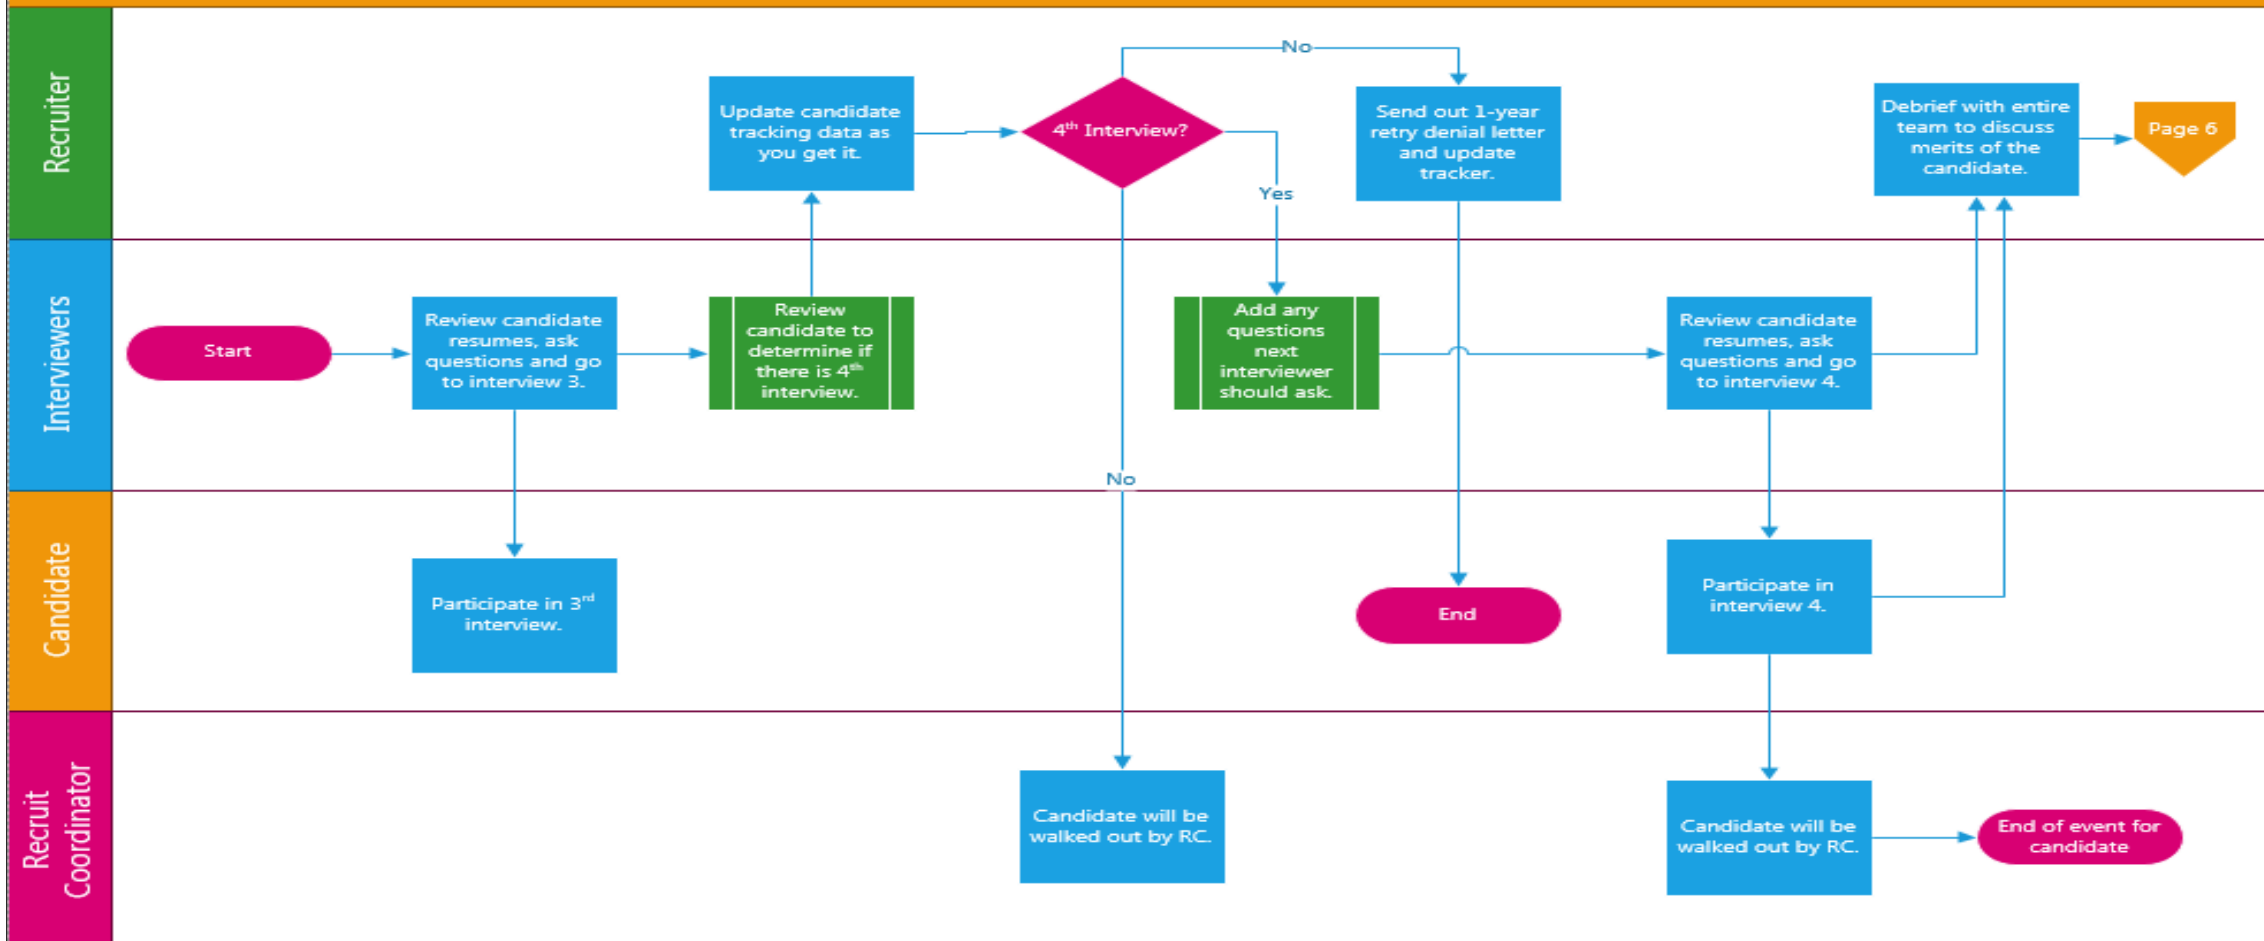 Recruiter
Update candidate
tracking data as
you get it.
4th Interview?
No
Yes
Send out 1-year
retry denial letter
and update
tracker.
Debrief with entire
team to discuss
merits of the
candidate.
Page 6
Interviewers
Start
Review candidate
resumes, ask
questions and go
to interview 3.
Review
candidate to
determine if
there is 4th
interview.
Add any
questions
next
interviewer
should ask.
Review candidate
resumes, ask
questions and go
to interview 4.
No
Candidate
Participate in 3rd
interview.
End
Participate in
interview 4.
Recruit
Coordinator
Candidate will be
walked out by RC.
Candidate will be
walked out by RC.
End of event for
candidate